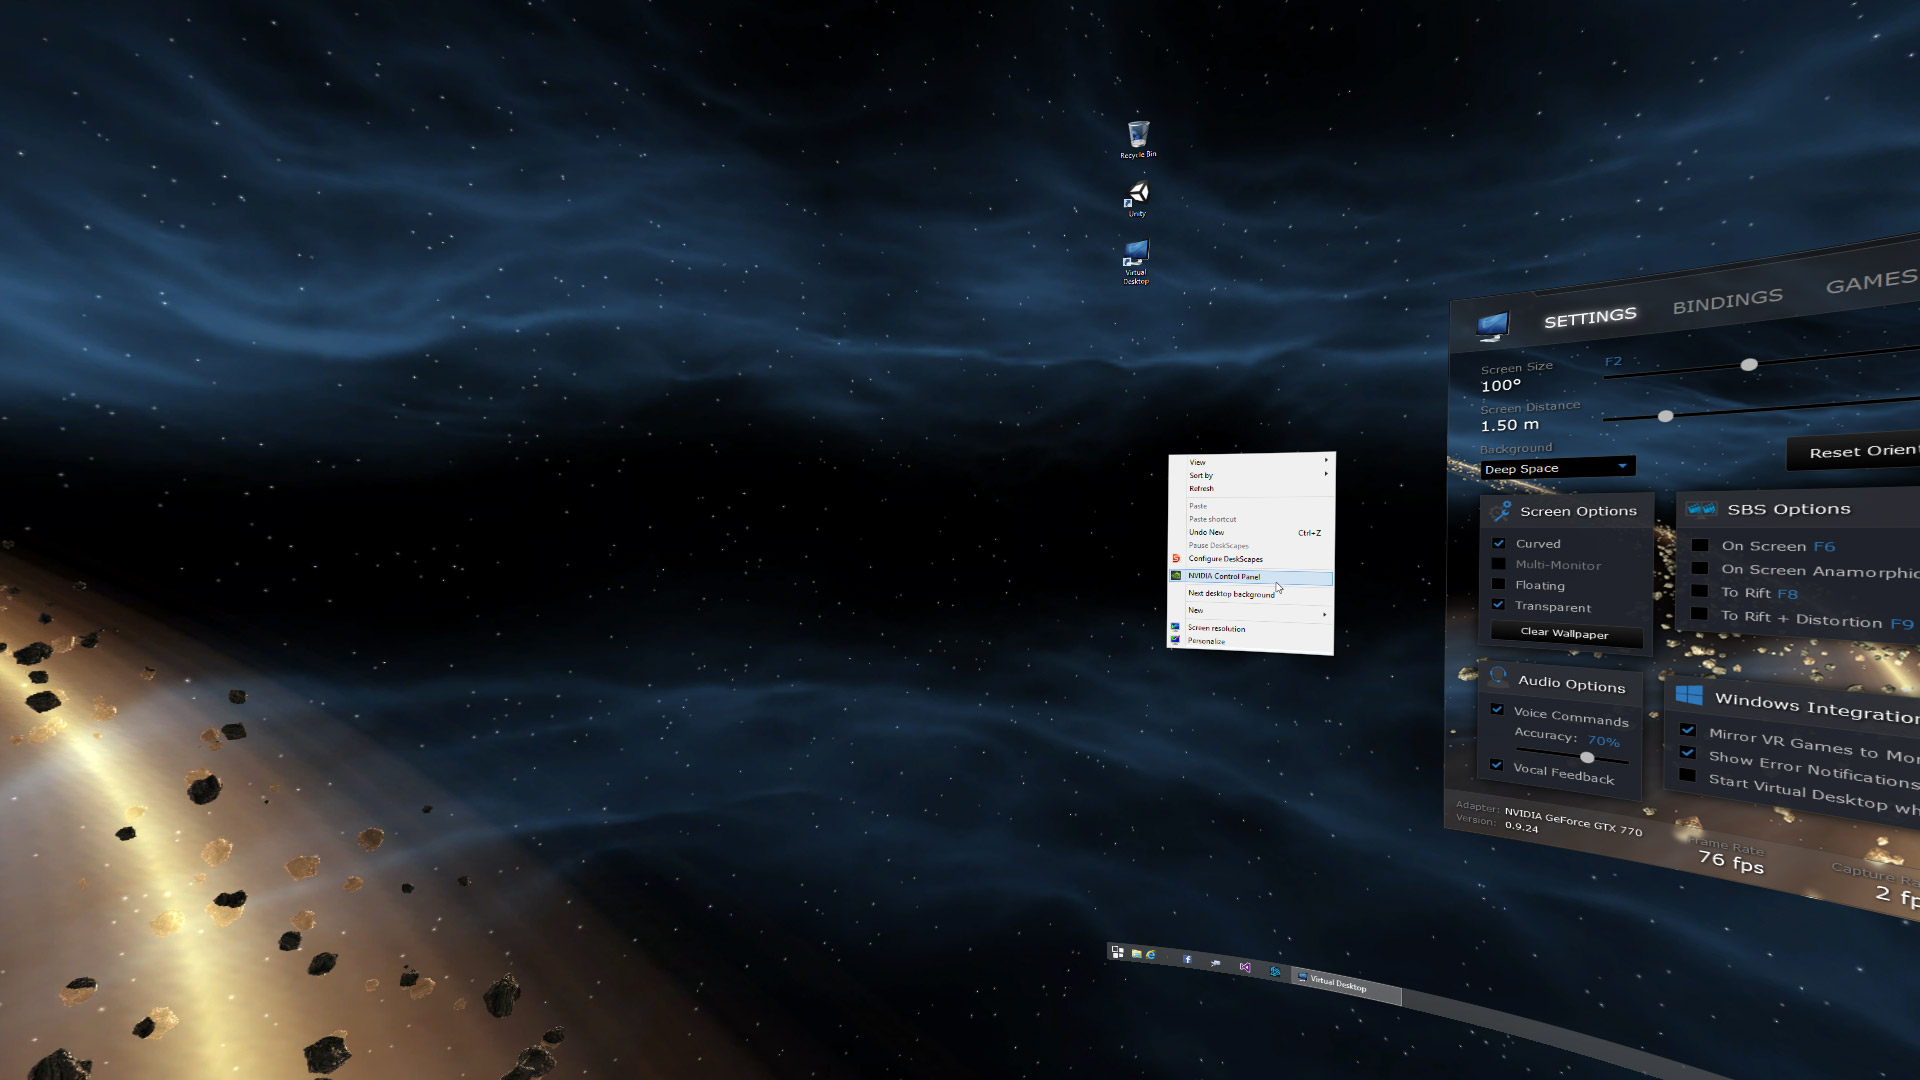 Recycle Bin
Unity
Virtual
Desktop
View
Sort by
Refresh
Paste
Paste shortcut
Undo New Ctrl+Z
Pause DeskScapes
Configure DeskScapes
NVIDIA Control Panel
Next desktop background
New
Screen resolution
Personalize
SETTINGS BINDINGS GAMES
Screen Size F2
100°
Screen Distance
1.50 m
Background
Deep Space
Reset Orient
Screen Options
Curved
Multi-Monitor
Floating
Transparent
Clear Wallpaper
SBS Options
On Screen F6
On Screen Anamorphic
To Rift F8
To Rift + Distortion F9
Audio Options
Voice Commands
Accuracy: 70%
Vocal Feedback
Windows Integration
Mirror VR Games to Mon
Show Error Notifications
Start Virtual Desktop wh
Adapter: NVIDIA GeForce GTX 770
Version: 0.9.24
Frame Rate
76 fps
Capture Ra
2 fp
Virtual Desktop